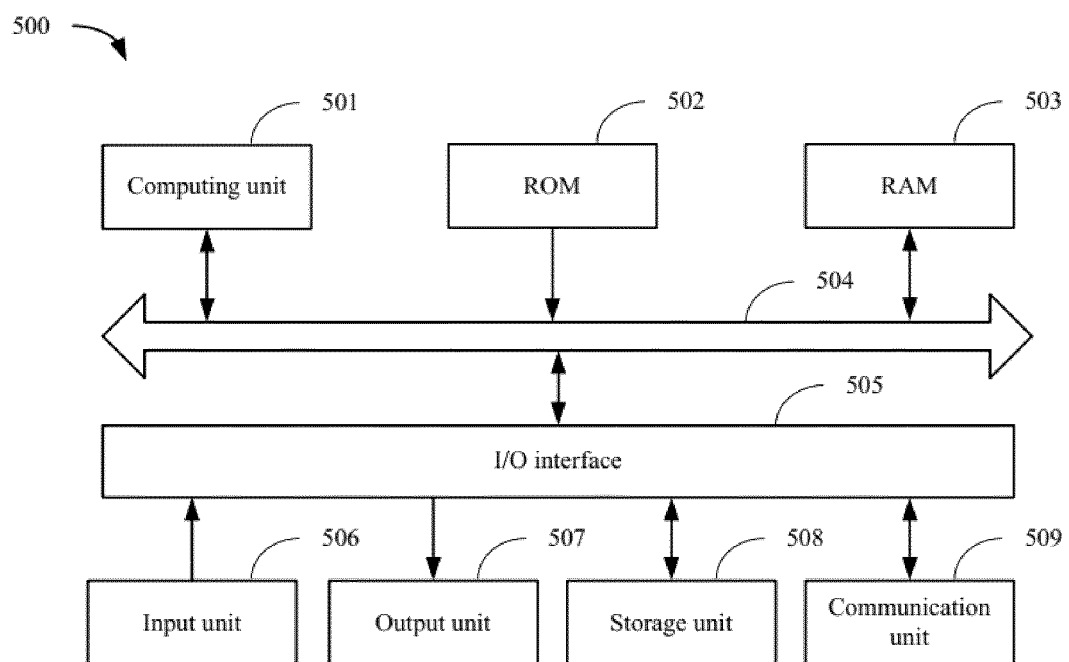 500
501
502
503
Computing unit
ROM
RAM
504
505
I/O interface
506
507
508
509
Input unit
Output unit
Storage unit
Communication
unit